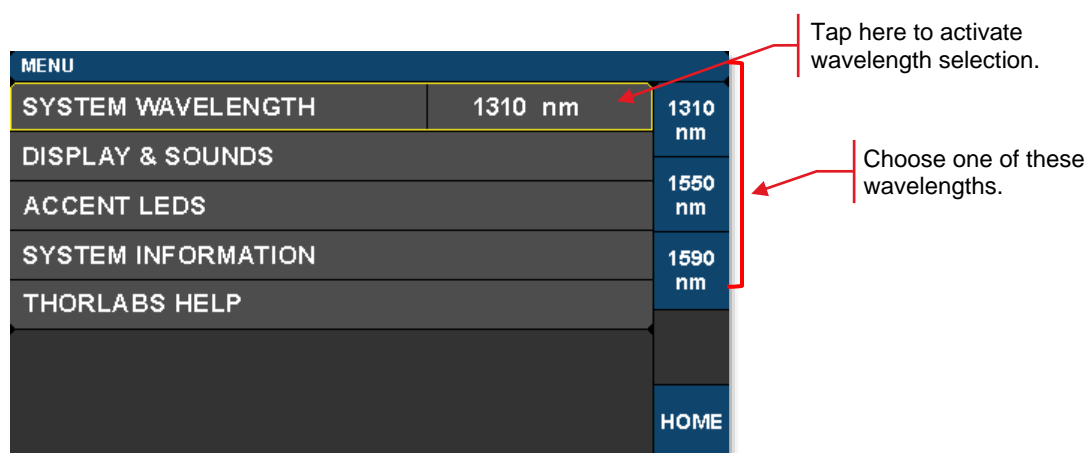 Tap here to activate
wavelength selection.
MENU
SYSTEM WAVELENGTH 1310 nm
DISPLAY & SOUNDS
ACCENT LEDS
SYSTEM INFORMATION
THORLABS HELP
1310
nm
1550
nm
1590
nm
HOME
Choose one of these
wavelengths.